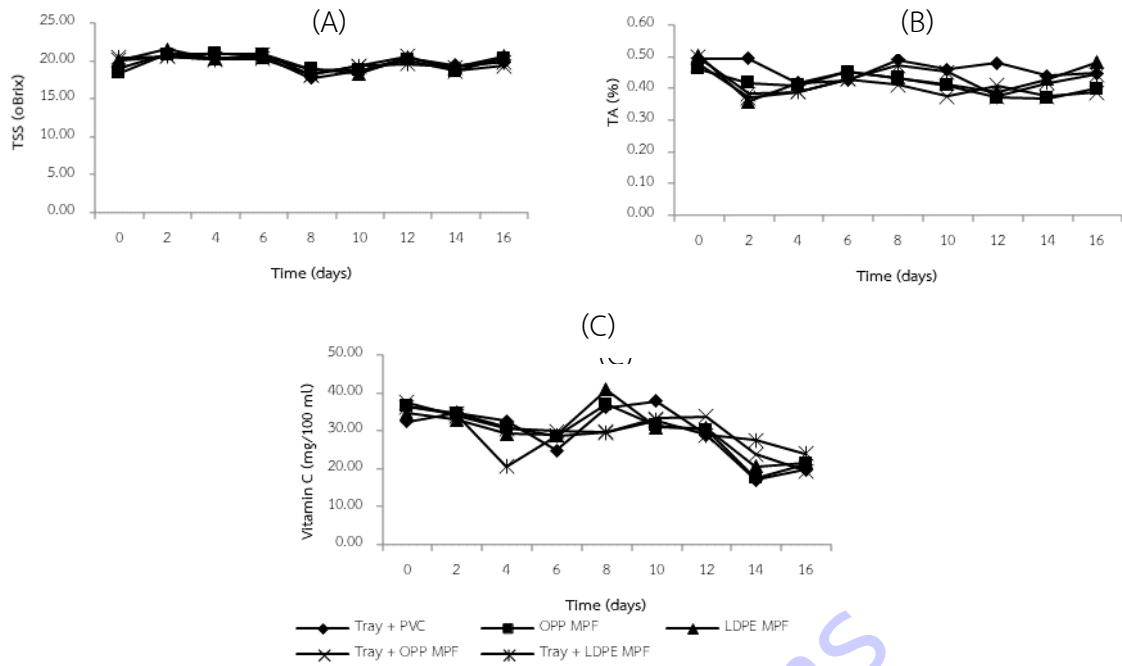 (A)
25.00
20.00
15.00
10.00
5.00
0.00
TSS (oBrix)
0 2 4 6 8 10 12 14 16
Time (days)
(B)
0.60
0.50
0.40
0.30
0.20
0.10
0.00
TA (%)
0 2 4 6 8 10 12 14 16
Time (days)
(C)
50.00
40.00
30.00
20.00
10.00
0.00
Vitamin C (mg/100 ml)
0 2 4 6 8 10 12 14 16
Time (days)
Tray + PVC OPP MPF LDPE MPF
Tray + OPP MPF Tray + LDPE MPF